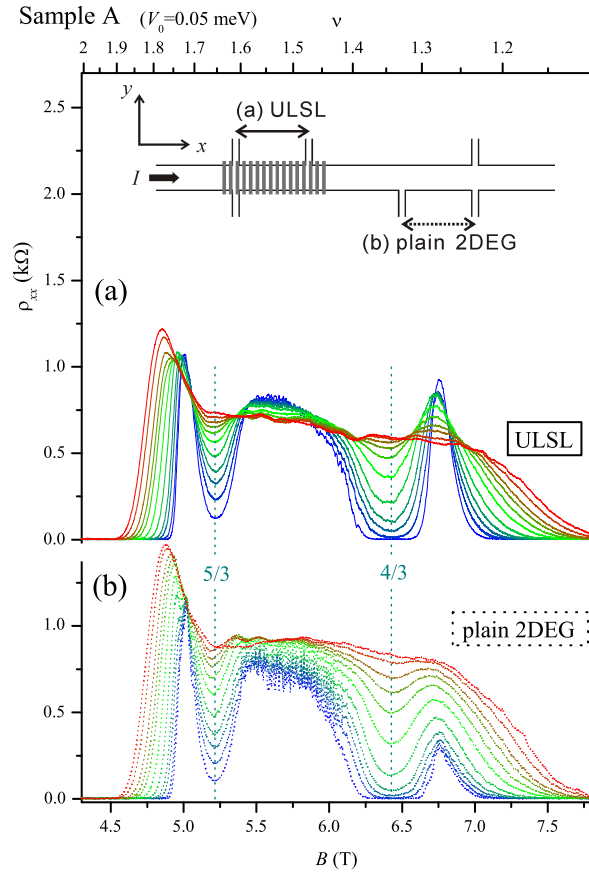 Sample A (V₀=0.05 meV) ν
2 1.9 1.8 1.7 1.6 1.5 1.4 1.3 1.2
2.5
y
(a) ULSL
x
I
2.0
(b) plain 2DEG
1.5
ρxx (kΩ)
(a)
1.0
0.5
ULSL
0.0
5/3 4/3
(b)
1.0
plain 2DEG
0.5
0.0
4.5 5.0 5.5 6.0 6.5 7.0 7.5
B (T)